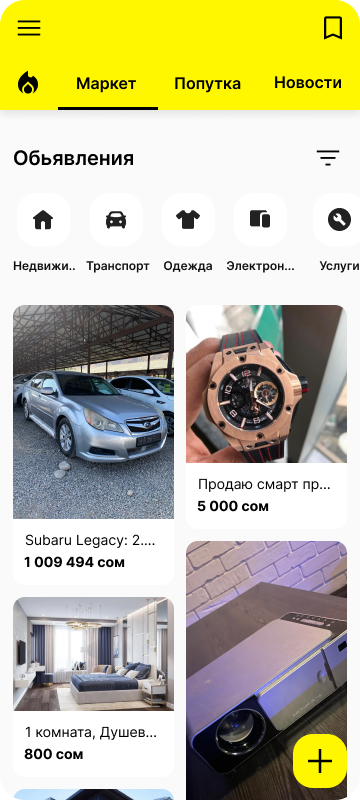 Маркет Попутка Новости
Обьявления
Недвижи.. Транспорт Одежда Электрон... Услуги
Subaru Legacy: 2....
1 009 494 сом
Продаю смарт пр...
5 000 сом
1 комната, Душев...
800 сом